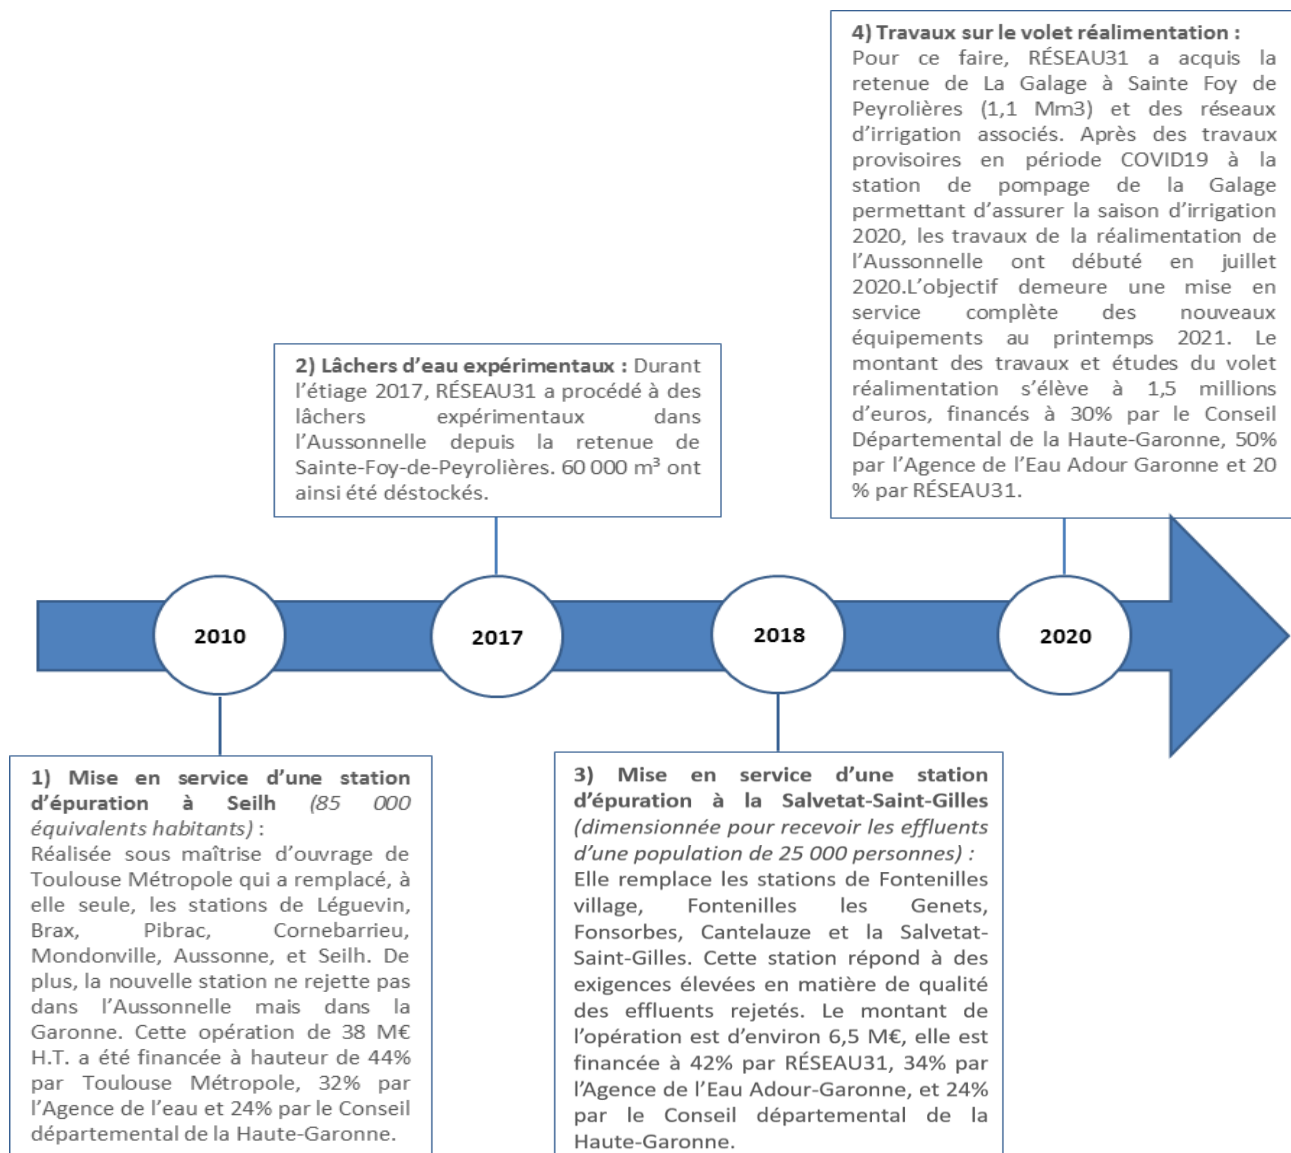 4) Travaux sur le volet réalimentation :
Pour ce faire, RÉSEAU31 a acquis la
retenue de La Galage à Sainte Foy de
Peyrolières (1,1 Mm3) et des réseaux
d’irrigation associés. Après des travaux
provisoires en période COVID19 à la
station de pompage de la Galage
permettant d’assurer la saison d’irrigation
2020, les travaux de la réalimentation de
l’Aussonnelle ont débuté en juillet
2020.L’objectif demeure une mise en
service complète des nouveaux
équipements au printemps 2021. Le
montant des travaux et études du volet
réalimentation s’élève à 1,5 millions
d’euros, financés à 30% par le Conseil
Départemental de la Haute-Garonne, 50%
par l’Agence de l’Eau Adour Garonne et 20
% par RÉSEAU31.
2) Lâchers d’eau expérimentaux : Durant
l’étiage 2017, RÉSEAU31 a procédé à des
lâchers expérimentaux dans
l’Aussonnelle depuis la retenue de
Sainte-Foy-de-Peyrolières. 60 000 m³ ont
ainsi été déstockés.
2010
2017
2018
2020
1) Mise en service d’une station
d’épuration à Seilh (85 000
équivalents habitants) :
Réalisée sous maîtrise d’ouvrage de
Toulouse Métropole qui a remplacé, à
elle seule, les stations de Léguevin,
Brax, Pibrac, Cornebarrieu,
Mondonville, Aussonne, et Seilh. De
plus, la nouvelle station ne rejette pas
dans l’Aussonnelle mais dans la
Garonne. Cette opération de 38 M€
H.T. a été financée à hauteur de 44%
par Toulouse Métropole, 32% par
l’Agence de l’eau et 24% par le Conseil
départemental de la Haute-Garonne.
3) Mise en service d’une station
d’épuration à la Salvetat-Saint-Gilles
(dimensionnée pour recevoir les effluents
d’une population de 25 000 personnes) :
Elle remplace les stations de Fontenilles
village, Fontenilles les Genets,
Fonsorbes, Cantelauze et la Salvetat-
Saint-Gilles. Cette station répond à des
exigences élevées en matière de qualité
des effluents rejetés. Le montant de
l’opération est d’environ 6,5 M€, elle est
financée à 42% par RÉSEAU31, 34% par
l’Agence de l’Eau Adour-Garonne, et 24%
par le Conseil départemental de la
Haute-Garonne.